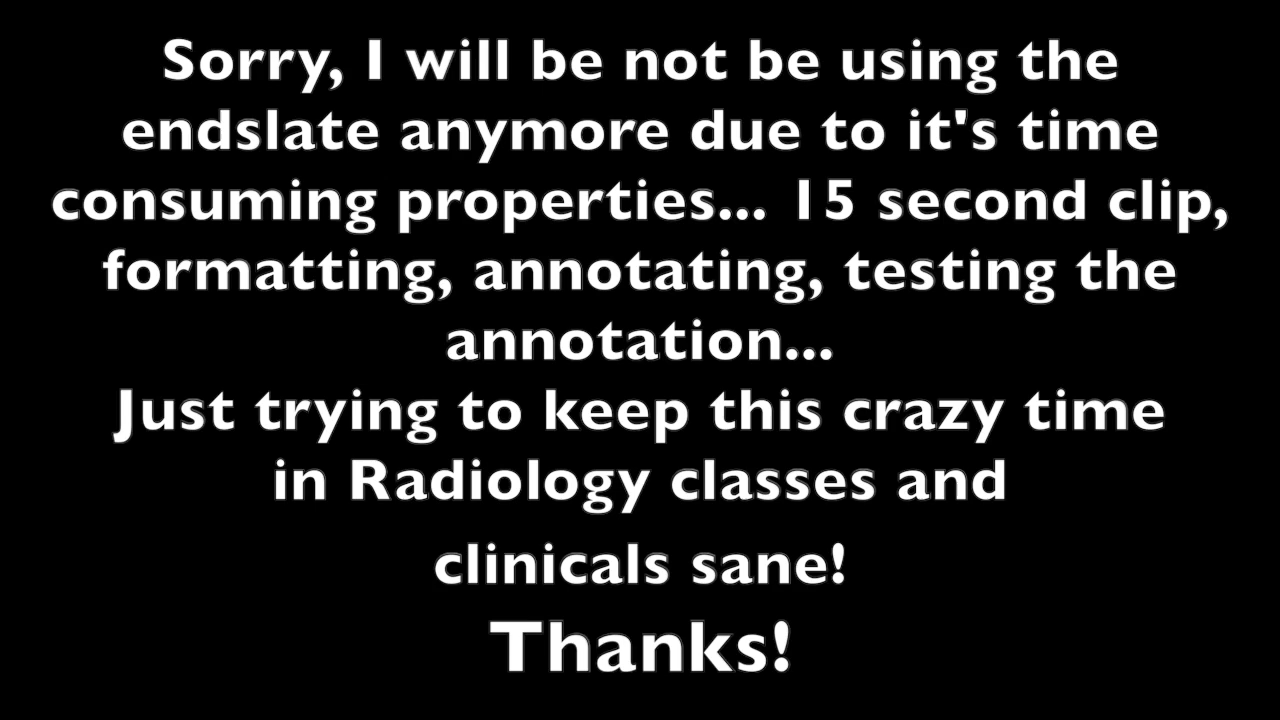 Sorry, I will be not be using the
endslate anymore due to it's time
consuming properties... 15 second clip,
formatting, annotating, testing the
annotation...
Just trying to keep this crazy time
in Radiology classes and
clinicals sane!
Thanks!